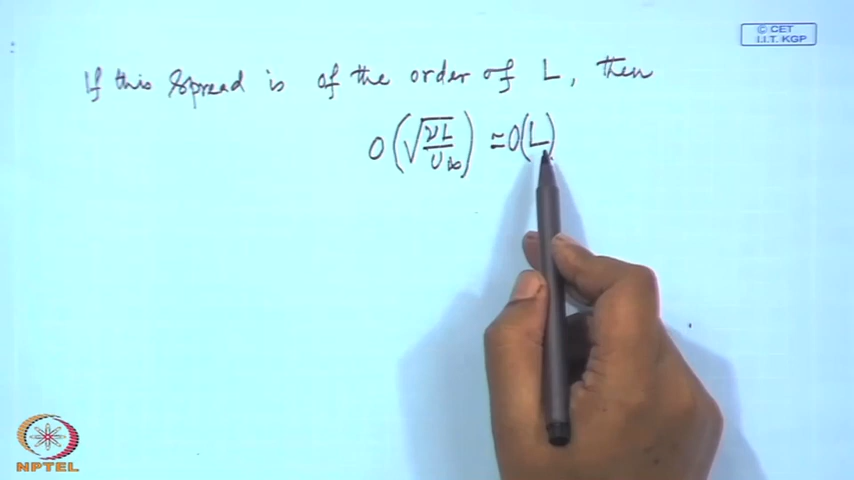 © CET
I.I.T. KGP
If this spread is of the order of L, then
O(√(νL/U∞)) ≃ O(L)
NPTEL